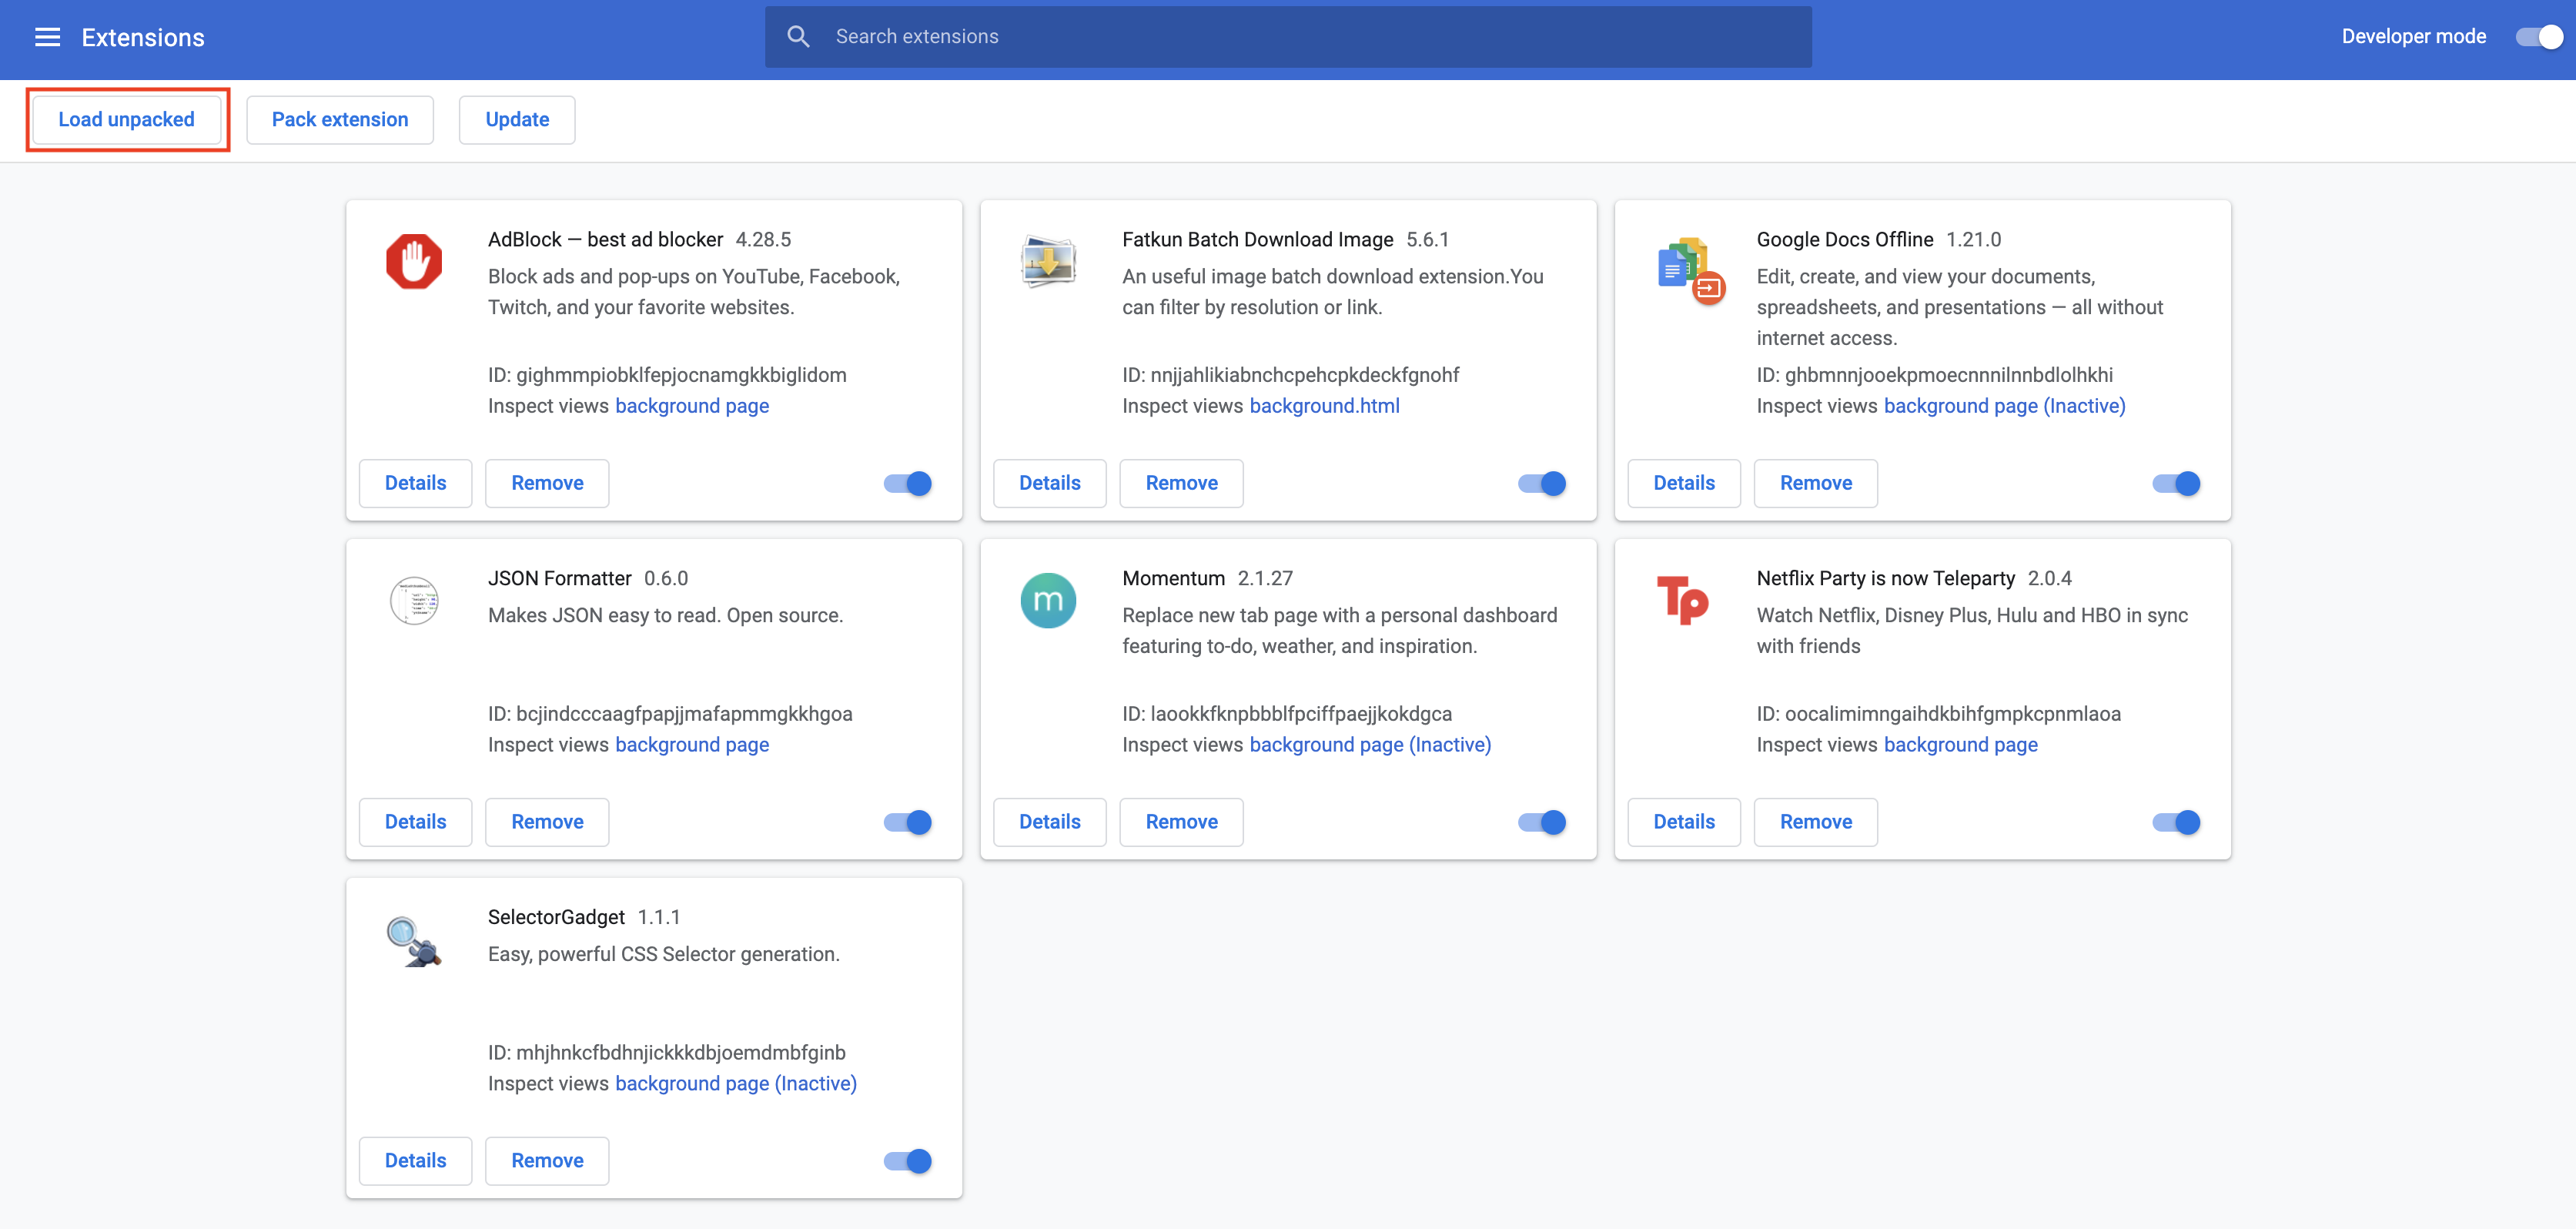 Extensions
Search extensions
Developer mode
Load unpacked
Pack extension
Update
AdBlock — best ad blocker 4.28.5
Block ads and pop-ups on YouTube, Facebook,
Twitch, and your favorite websites.
ID: gighmmpiobklfepjocnamgkkbiglidom
Inspect views background page
Details
Remove
Fatkun Batch Download Image 5.6.1
An useful image batch download extension.You
can filter by resolution or link.
ID: nnjjahlikiabnchcpehcpkdeckfgnohf
Inspect views background.html
Details
Remove
Google Docs Offline 1.21.0
Edit, create, and view your documents,
spreadsheets, and presentations — all without
internet access.
ID: ghbmnnjooekpmoecnnnilnnbdlolhkhi
Inspect views background page (Inactive)
Details
Remove
JSON Formatter 0.6.0
Makes JSON easy to read. Open source.
ID: bcjindcccaagfpapjjmafapmmgkkhgoa
Inspect views background page
Details
Remove
m
Momentum 2.1.27
Replace new tab page with a personal dashboard
featuring to-do, weather, and inspiration.
ID: laookkfknpbbblfpciffpaejjkokdgca
Inspect views background page (Inactive)
Details
Remove
Tp
Netflix Party is now Teleparty 2.0.4
Watch Netflix, Disney Plus, Hulu and HBO in sync
with friends
ID: oocalimimngaihdkbihfgmpkcpnmlaoa
Inspect views background page
Details
Remove
SelectorGadget 1.1.1
Easy, powerful CSS Selector generation.
ID: mhjhnkcfbdhnjickkkdbjoemdmbfginb
Inspect views background page (Inactive)
Details
Remove